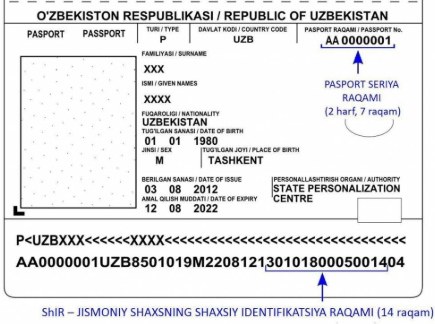 O'ZBEKISTON RESPUBLIKASI / REPUBLIC OF UZBEKISTAN
PASPORT PASSPORT
TURI / TYPE DAVLAT KODI / COUNTRY CODE PASPORT RAQAMI / PASSPORT No.
P UZB AA 0000001
FAMILIYASI / SURNAME
XXX
ISMI / GIVEN NAMES
XXXX
FUQAROLIGI / NATIONALITY
UZBEKISTAN
TUG'ILGAN SANASI / DATE OF BIRTH
01 01 1980
JINSI / SEX TUG'ILGAN JOYI / PLACE OF BIRTH
M TASHKENT
BERILGAN SANASI / DATE OF ISSUE PERSONALLASHTIRISH ORGANI / AUTHORITY
03 08 2012 STATE PERSONALIZATION
AMAL QILISH MUDDATI / DATE OF EXPIRY CENTRE
12 08 2022
PASPORT SERIYA
RAQAMI
(2 harf, 7 raqam)
P<UZBXXX<<<<<<XXXX<<<<<<<<<<<<<<<<<<<<<<<<<<<<
AA0000001UZB8501019M22081213010180005001404
ShIR – JISMONIY SHAXSNING SHAXSIY IDENTIFIKATSIYA RAQAMI (14 raqam)